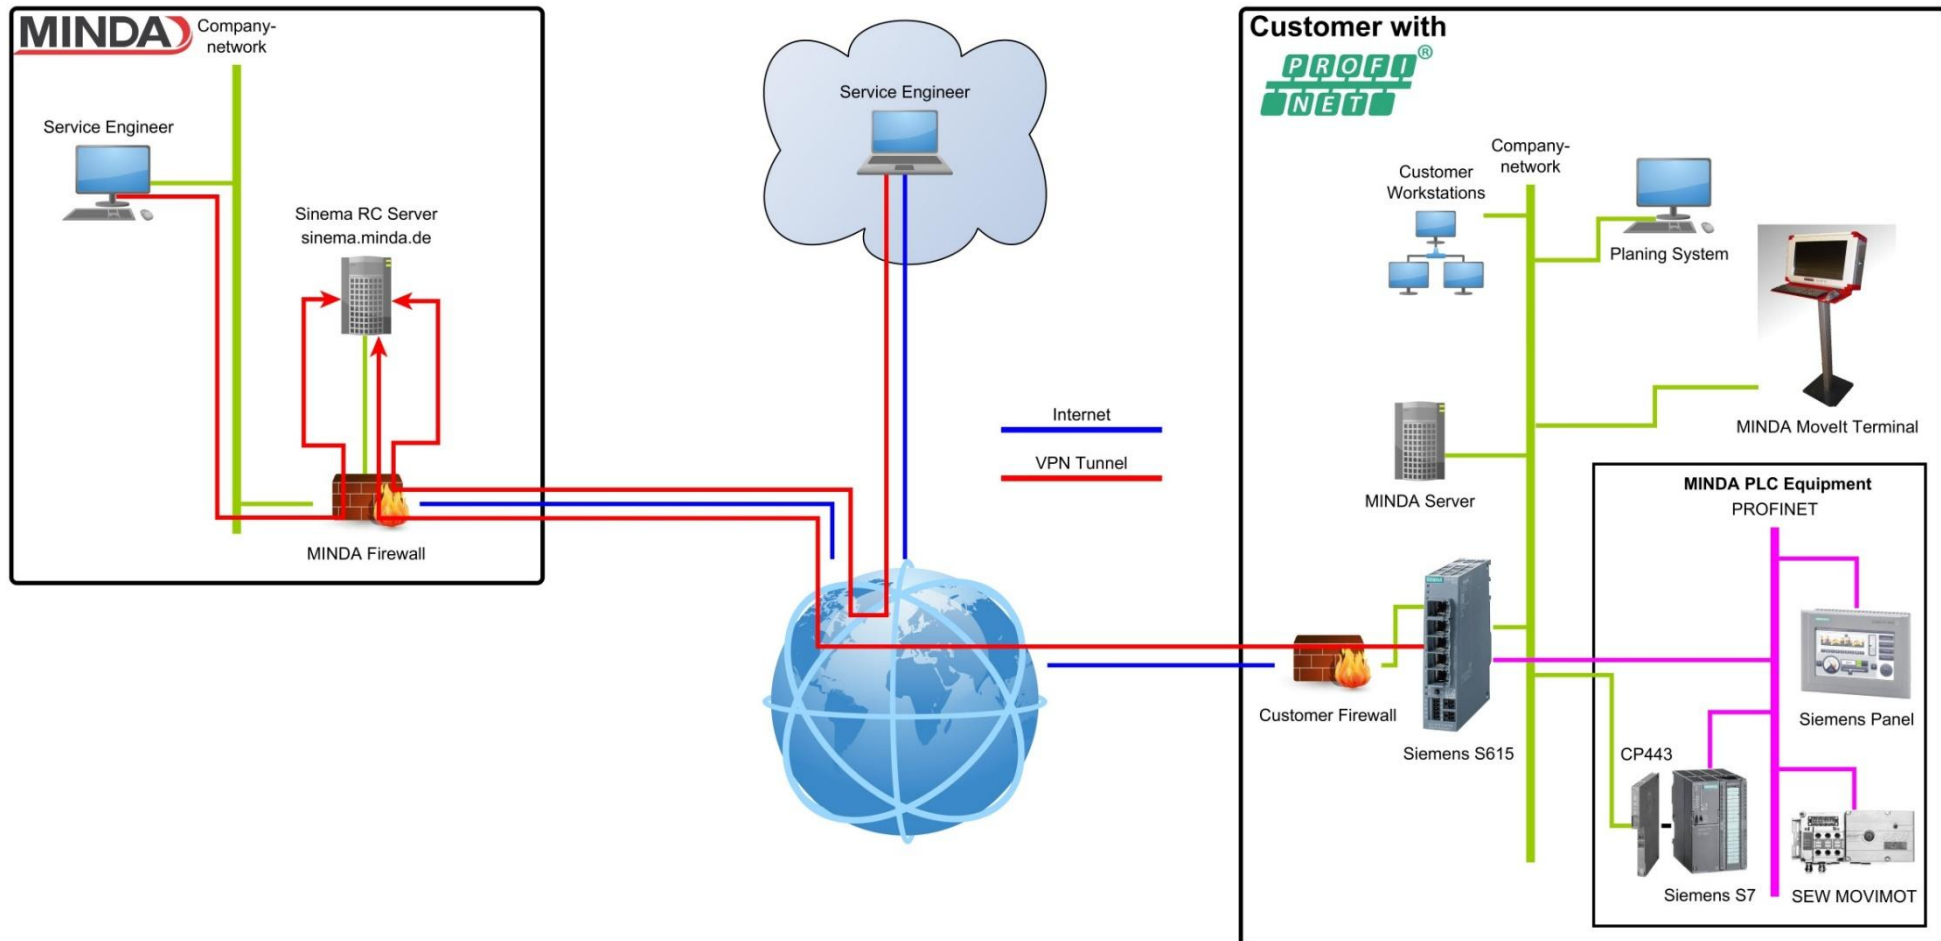 MINDA
Company-
network
Service Engineer
Sinema RC Server
sinema.minda.de
MINDA Firewall
Service Engineer
Internet
VPN Tunnel
Customer with
PROFI®
NET
Customer
Workstations
Company-
network
Planing System
MINDA MoveIt Terminal
MINDA Server
Customer Firewall
Siemens S615
MINDA PLC Equipment
PROFINET
Siemens Panel
CP443
Siemens S7
SEW MOVIMOT